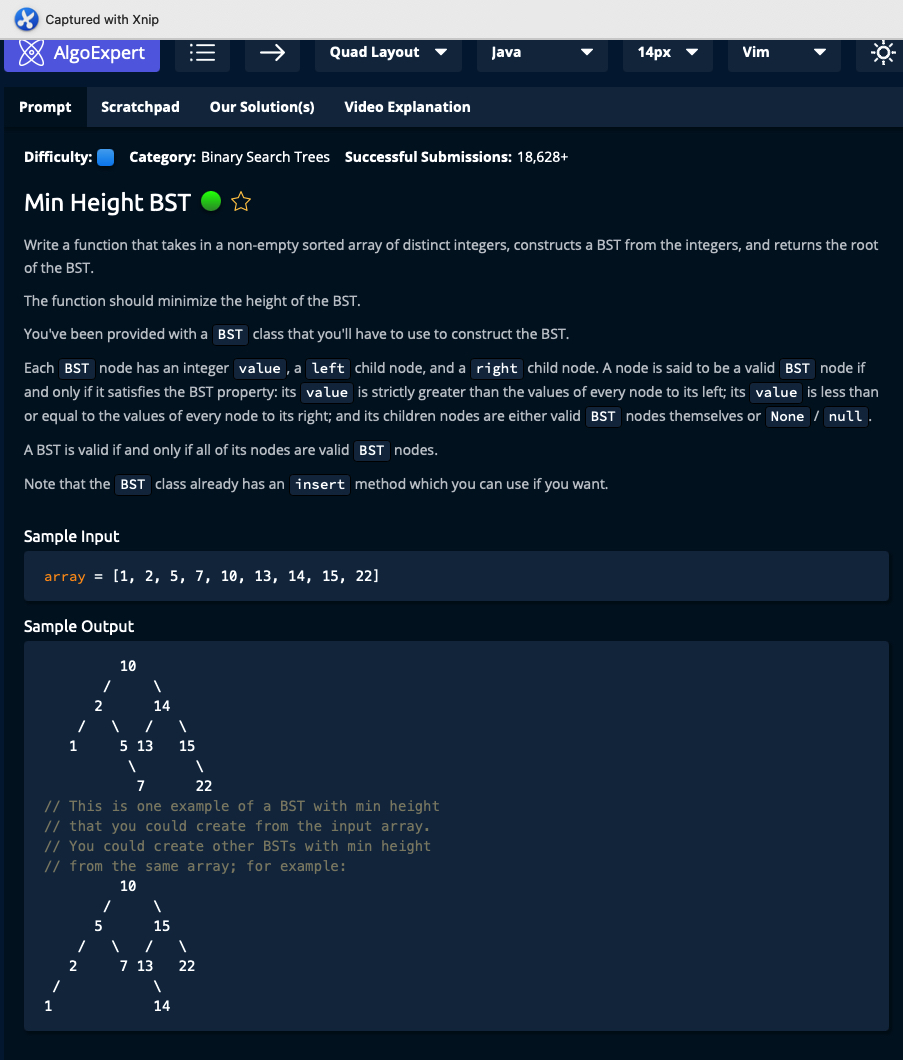 Captured with Xnip
AlgoExpert Quad Layout Java 14px Vim
Prompt Scratchpad Our Solution(s) Video Explanation
Difficulty: Category: Binary Search Trees Successful Submissions: 18,628+
Min Height BST
Write a function that takes in a non-empty sorted array of distinct integers, constructs a BST from the integers, and returns the root
of the BST.
The function should minimize the height of the BST.
You've been provided with a BST class that you'll have to use to construct the BST.
Each BST node has an integer value, a left child node, and a right child node. A node is said to be a valid BST node if
and only if it satisfies the BST property: its value is strictly greater than the values of every node to its left; its value is less than
or equal to the values of every node to its right; and its children nodes are either valid BST nodes themselves or None / null.
A BST is valid if and only if all of its nodes are valid BST nodes.
Note that the BST class already has an insert method which you can use if you want.
Sample Input
array = [1, 2, 5, 7, 10, 13, 14, 15, 22]
Sample Output
         10
       /     \
      2      14
    /   \   /   \
   1     5 13   15
          \       \
           7      22
// This is one example of a BST with min height
// that you could create from the input array.
// You could create other BSTs with min height
// from the same array; for example:
         10
       /     \
      5      15
    /   \   /   \
   2     7 13   22
 /           \
1            14